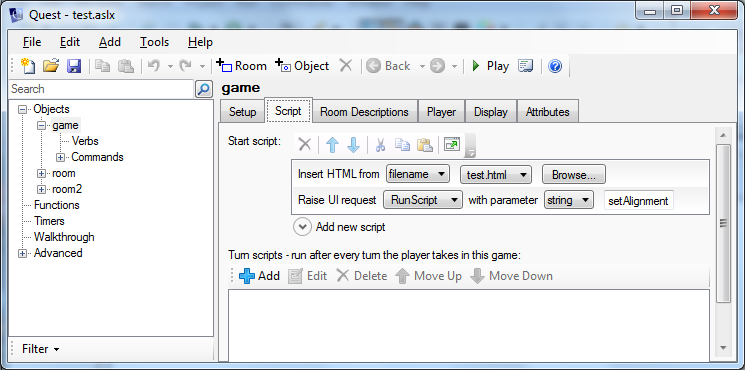 Quest - test.aslx
File Edit Add Tools Help
Room Object Back Play
Search
game
Setup Script Room Descriptions Player Display Attributes
Objects
game
Verbs
Commands
room
room2
Functions
Timers
Walkthrough
Advanced
Filter
Start script:
Insert HTML from filename test.html Browse...
Raise UI request RunScript with parameter string setAlignment
Add new script
Turn scripts - run after every turn the player takes in this game:
Add Edit Delete Move Up Move Down